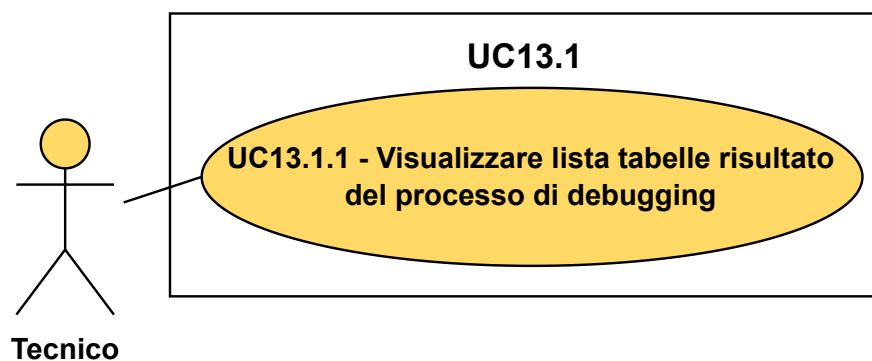 UC13.1
UC13.1.1 - Visualizzare lista tabelle risultato
del processo di debugging
Tecnico